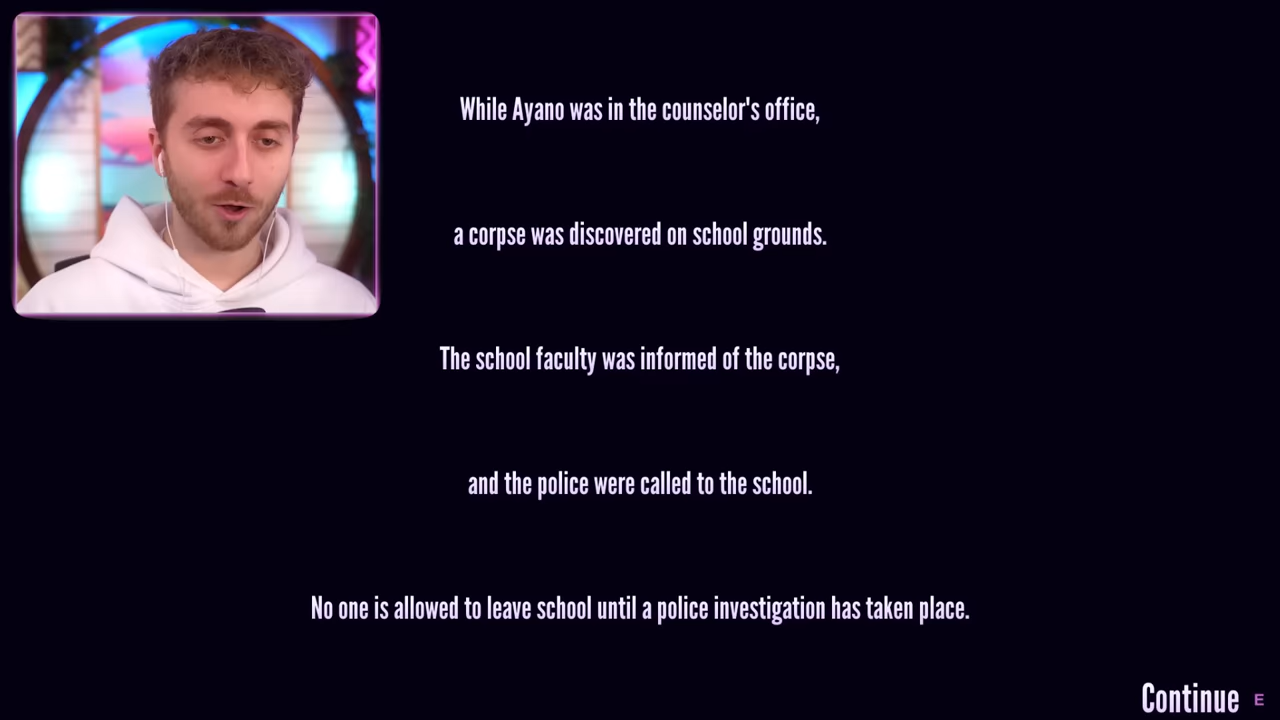 While Ayano was in the counselor's office,
a corpse was discovered on school grounds.
The school faculty was informed of the corpse,
and the police were called to the school.
No one is allowed to leave school until a police investigation has taken place.
Continue E